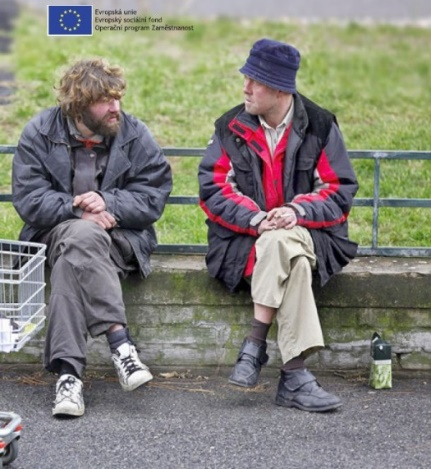 Evropská unie
Evropský sociální fond
Operační program Zaměstnanost